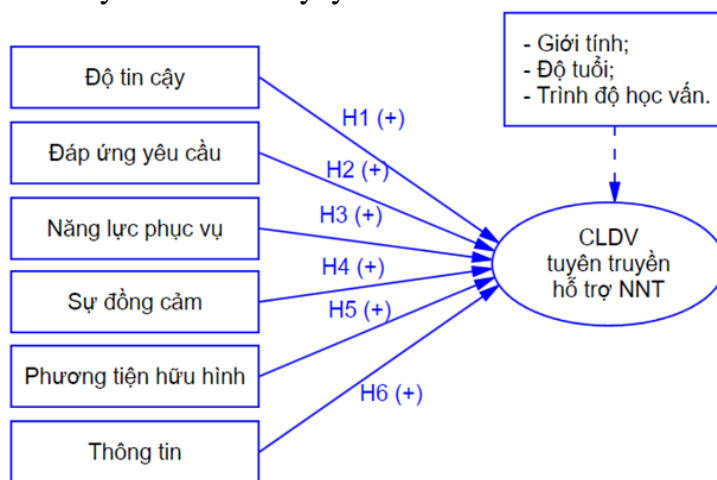 Độ tin cậy
Đáp ứng yêu cầu
Năng lực phục vụ
Sự đồng cảm
Phương tiện hữu hình
Thông tin
H1 (+)
H2 (+)
H3 (+)
H4 (+)
H5 (+)
H6 (+)
- Giới tính;
- Độ tuổi;
- Trình độ học vấn.
CLDV
tuyên truyền
hỗ trợ NNT